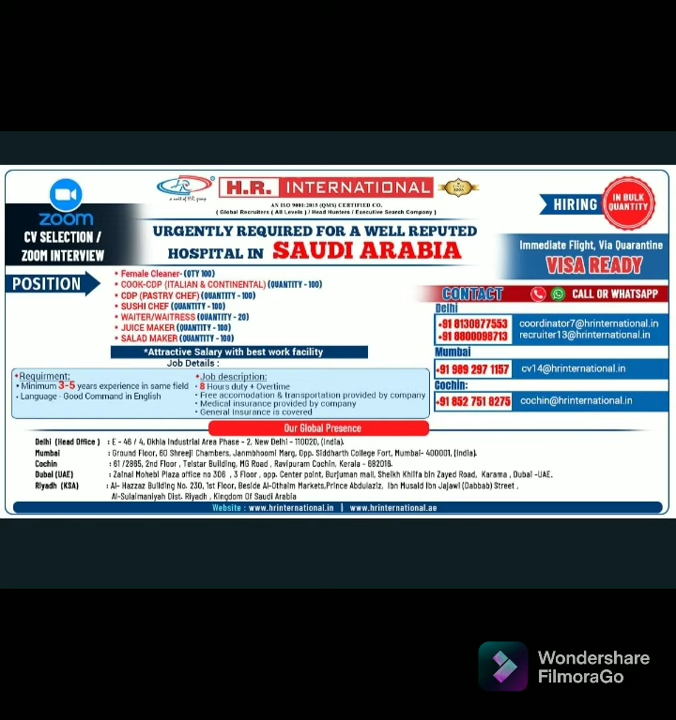 zoom
CV SELECTION /
ZOOM INTERVIEW
HR
H.R. INTERNATIONAL
AN ISO 9001:2015 (QMS) CERTIFIED CO.
( Global Recruiters ( All Levels ) / Head Hunters / Executive Search Company )
HIRING
IN BULK
QUANTITY
URGENTLY REQUIRED FOR A WELL REPUTED
HOSPITAL IN SAUDI ARABIA
Immediate Flight, Via Quarantine
VISA READY
POSITION
• Female Cleaner- (QTY 100)
• COOK-CDP (ITALIAN & CONTINENTAL) (QUANTITY - 100)
• CDP (PASTRY CHEF) (QUANTITY - 100)
• SUSHI CHEF (QUANTITY - 100)
• WAITER/WAITRESS (QUANTITY - 20)
• JUICE MAKER (QUANTITY - 100)
• SALAD MAKER (QUANTITY - 100)
*Attractive Salary with best work facility
Job Details :
• Requirment:
• Minimum 3-5 years experience in same field
• Language - Good Command in English
• Job description:
• 8 Hours duty + Overtime
• Free accomodation & transportation provided by company
• Medical insurance provided by company
• General Insurance is covered
CONTACT CALL OR WHATSAPP
Delhi
+91 8130877553 coordinator7@hrinternational.in
+91 8800098713 recruiter13@hrinternational.in
Mumbai
+91 989 297 1157 cv14@hrinternational.in
Cochin:
+91 852 751 8275 cochin@hrinternational.in
Our Global Presence
Delhi (Head Office ) : E - 46 / 4, Okhla Industrial Area Phase - 2, New Delhi - 110020, (India).
Mumbai : Ground Floor, 60 Shreeji Chambers, Janmbhoomi Marg, Opp. Siddharth College Fort, Mumbai- 400001, (India).
Cochin : 61 / 2885, 2nd Floor , Telstar Building, MG Road , Ravipuram Cochin, Kerala - 682016.
Dubai (UAE) : Zainal Mohebi Plaza office no 306 , 3 Floor , opp. Center point, Burjuman mall, Sheikh Khlifa bin Zayed Road, Karama , Dubai -UAE.
Riyadh (KSA) : Al- Hazzaz Building No. 230, 1st Floor, Beside Al-Othaim Markets,Prince Abdulaziz, Ibn Musaid Ibn Jajawi (Dabbab) Street ,
Al-Sulaimaniyah Dist. Riyadh , Kingdom Of Saudi Arabia
Website : www.hrinternational.in | www.hrinternational.ae
Wondershare
FilmoraGo